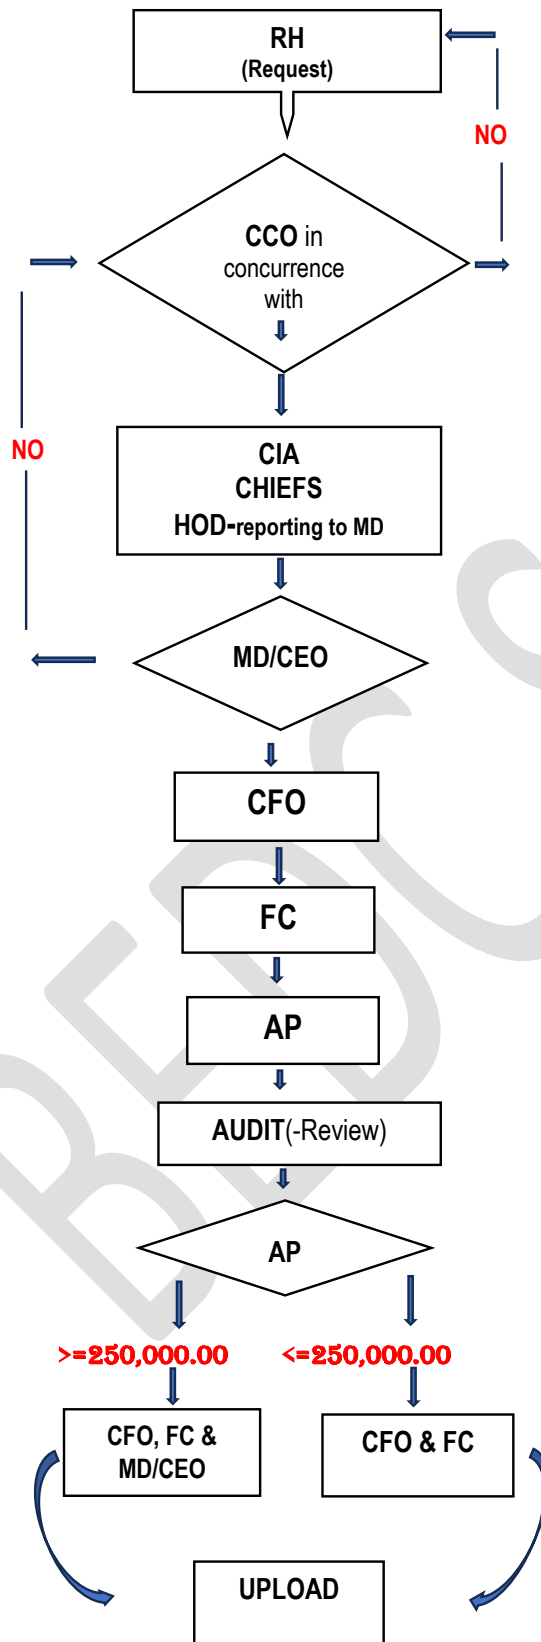 RH
(Request)
NO
CCO in
concurrence
with
NO
CIA
CHIEFS
HOD-reporting to MD
MD/CEO
CFO
FC
AP
AUDIT(-Review)
AP
>=250,000.00
<=250,000.00
CFO, FC &
MD/CEO
CFO & FC
UPLOAD